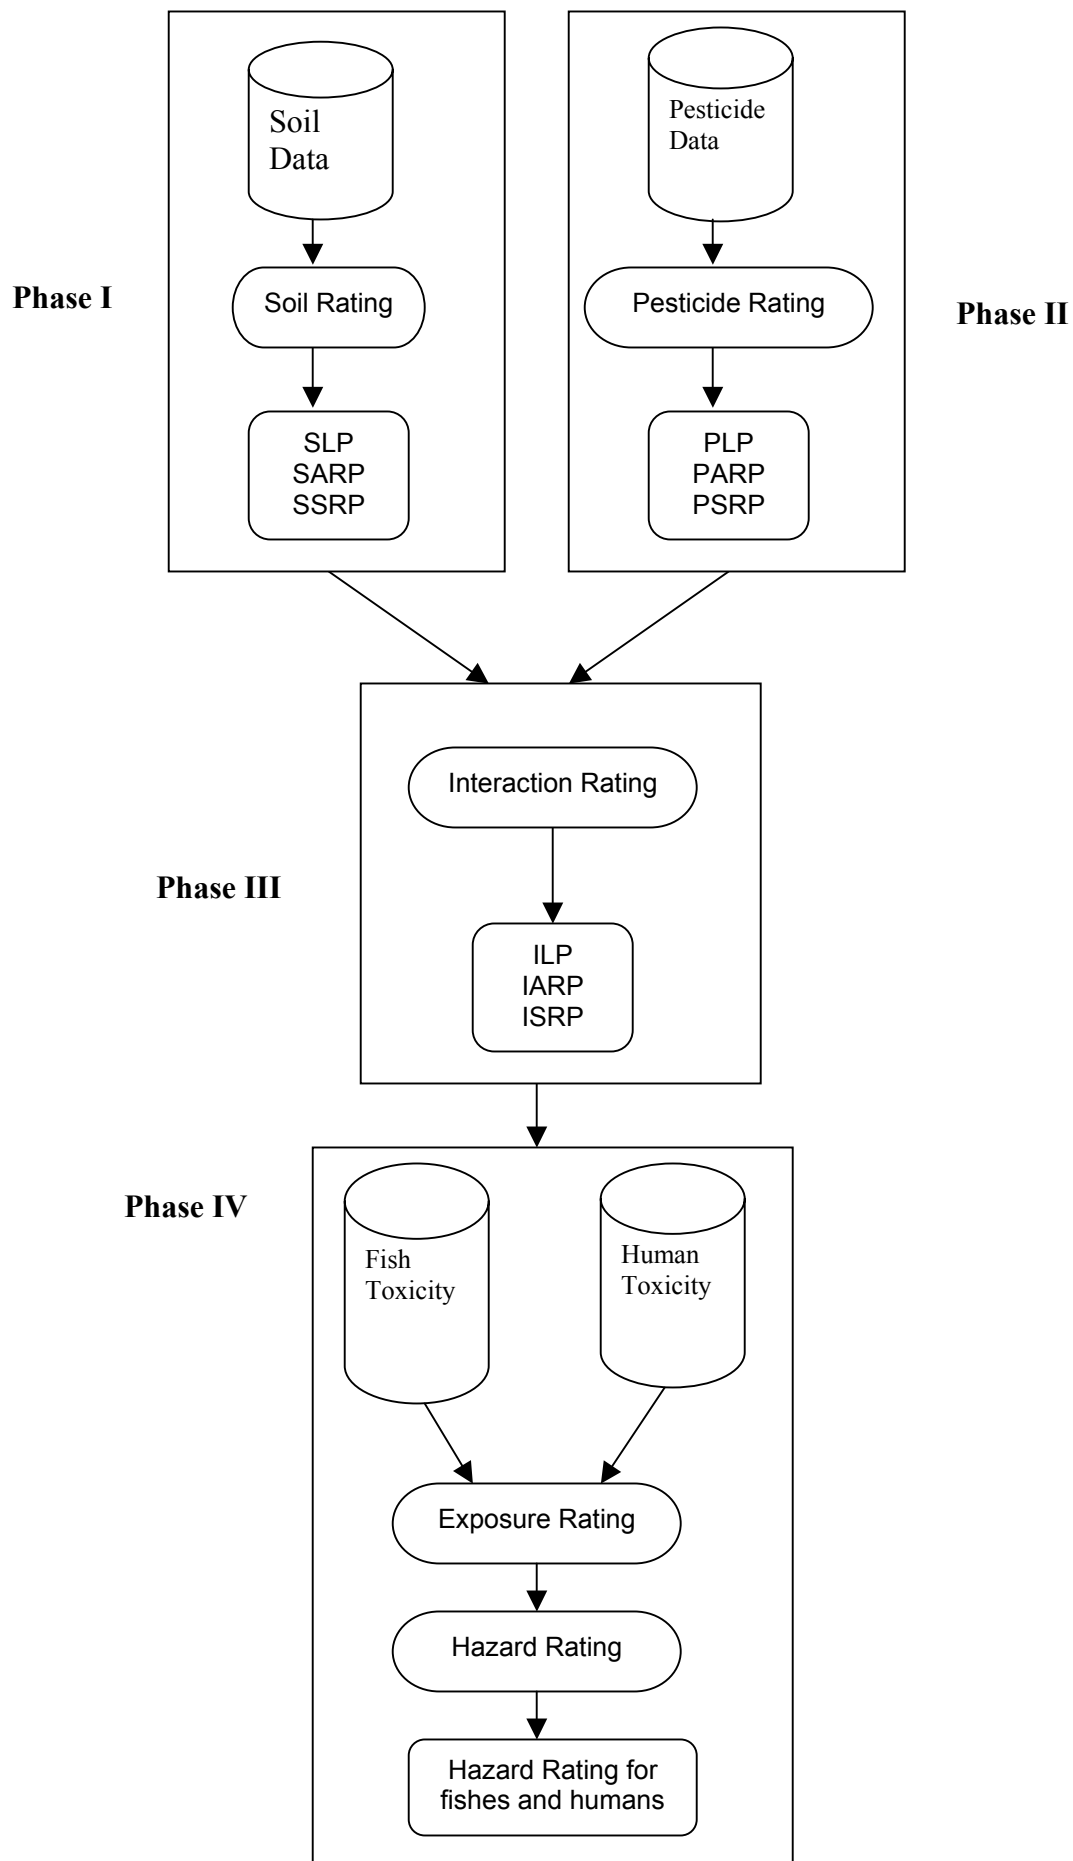 Soil
Data
Pesticide
Data
Phase I
Soil Rating
Pesticide Rating
Phase II
SLP
SARP
SSRP
PLP
PARP
PSRP
Interaction Rating
Phase III
ILP
IARP
ISRP
Phase IV
Fish
Toxicity
Human
Toxicity
Exposure Rating
Hazard Rating
Hazard Rating for
fishes and humans